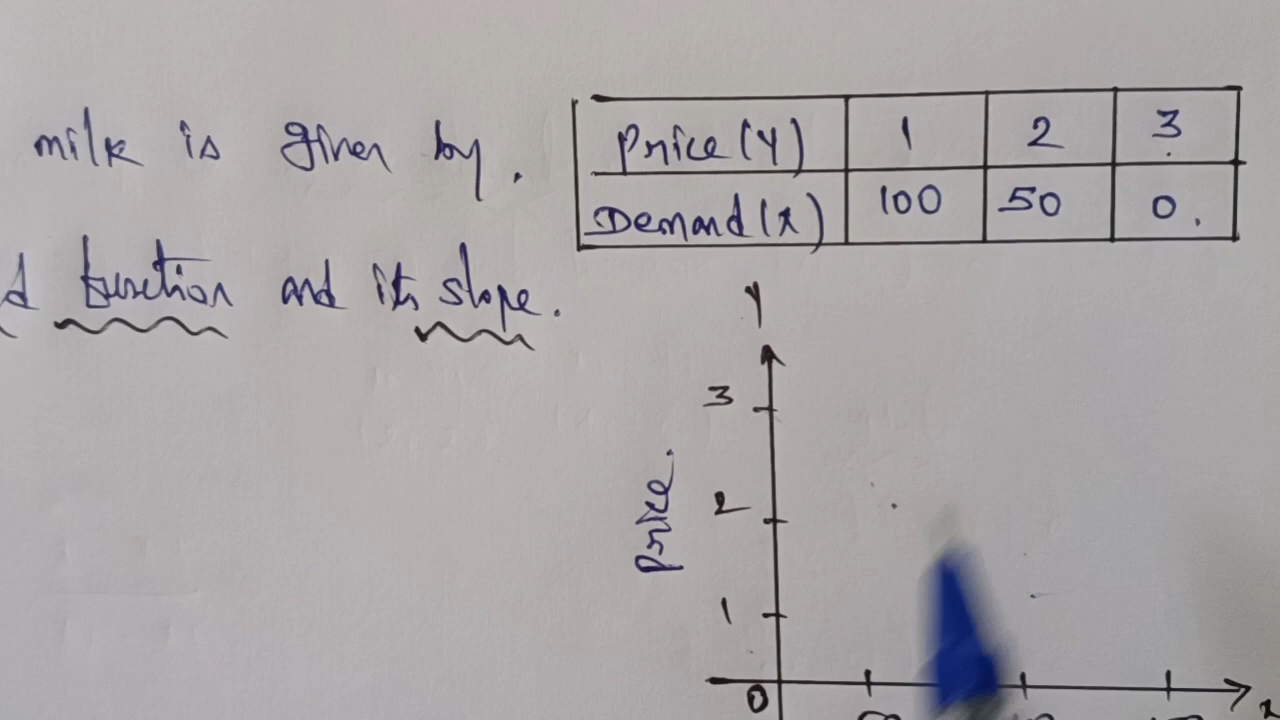 milk is given by.
Price (Y) 1 2 3
Demand (x) 100 50 0.
d function and its slope.
Y
3
Price.
2
1
0
x